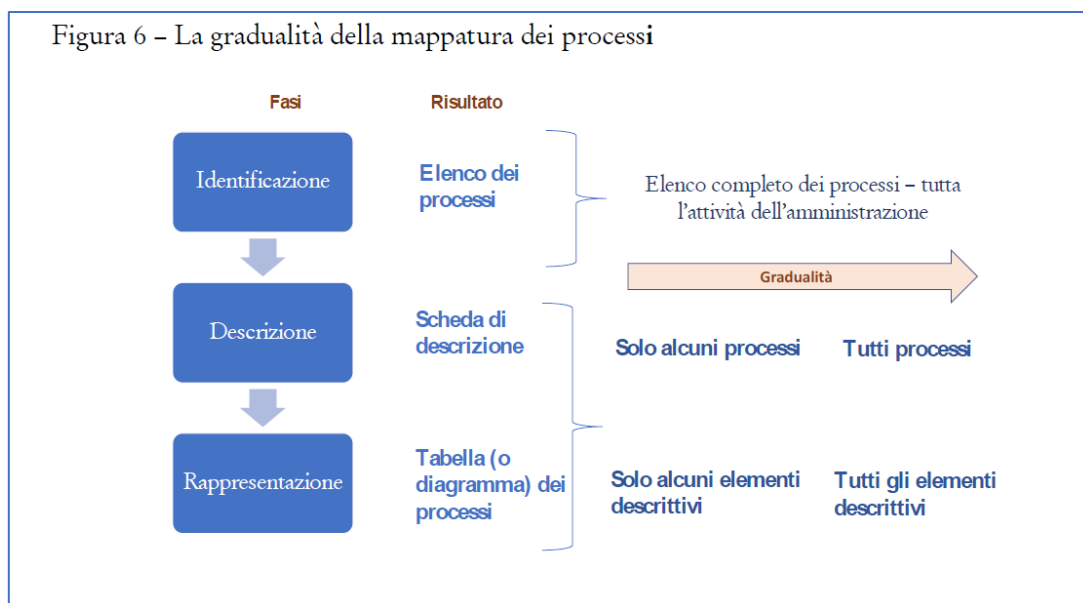 Figura 6 – La gradualità della mappatura dei processi
Fasi
Risultato
Identificazione
Elenco dei
processi
Elenco completo dei processi – tutta
l'attività dell'amministrazione
Gradualità
Descrizione
Scheda di
descrizione
Solo alcuni processi
Tutti processi
Rappresentazione
Tabella (o
diagramma) dei
processi
Solo alcuni elementi
descrittivi
Tutti gli elementi
descrittivi